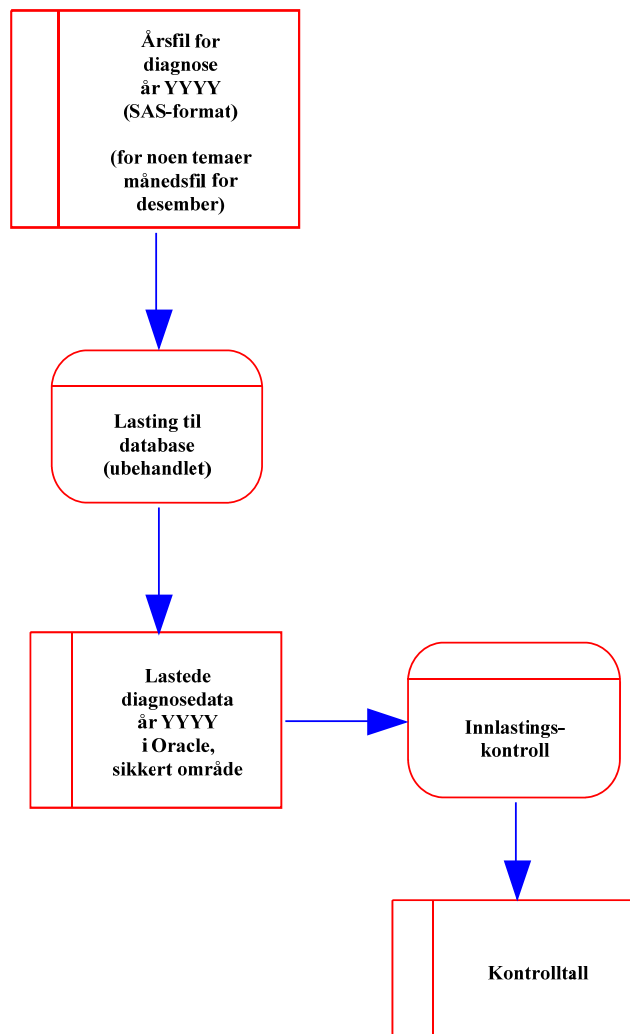 Årsfil for
diagnose
år YYYY
(SAS-format)
(for noen temaer
månedsfil for
desember)
Lasting til
database
(ubehandlet)
Lastede
diagnosedata
år YYYY
i Oracle,
sikkert område
Innlastings-
kontroll
Kontrolltall